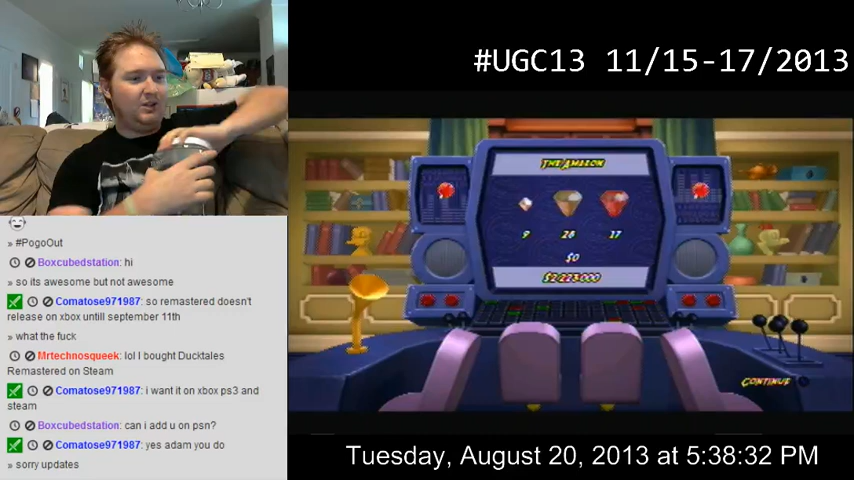 #UGC13 11/15-17/2013
THE AMAZON
9 28 17
$0
$2,223,000
CONTINUE
» #PogoOut
Boxcubedstation: hi
» so its awesome but not awesome
Comatose971987: so remastered doesn't
release on xbox untill september 11th
» what the fuck
Mrtechnosqueek: lol I bought Ducktales
Remastered on Steam
Comatose971987: i want it on xbox ps3 and
steam
Boxcubedstation: can i add u on psn?
Comatose971987: yes adam you do
» sorry updates
Tuesday, August 20, 2013 at 5:38:32 PM